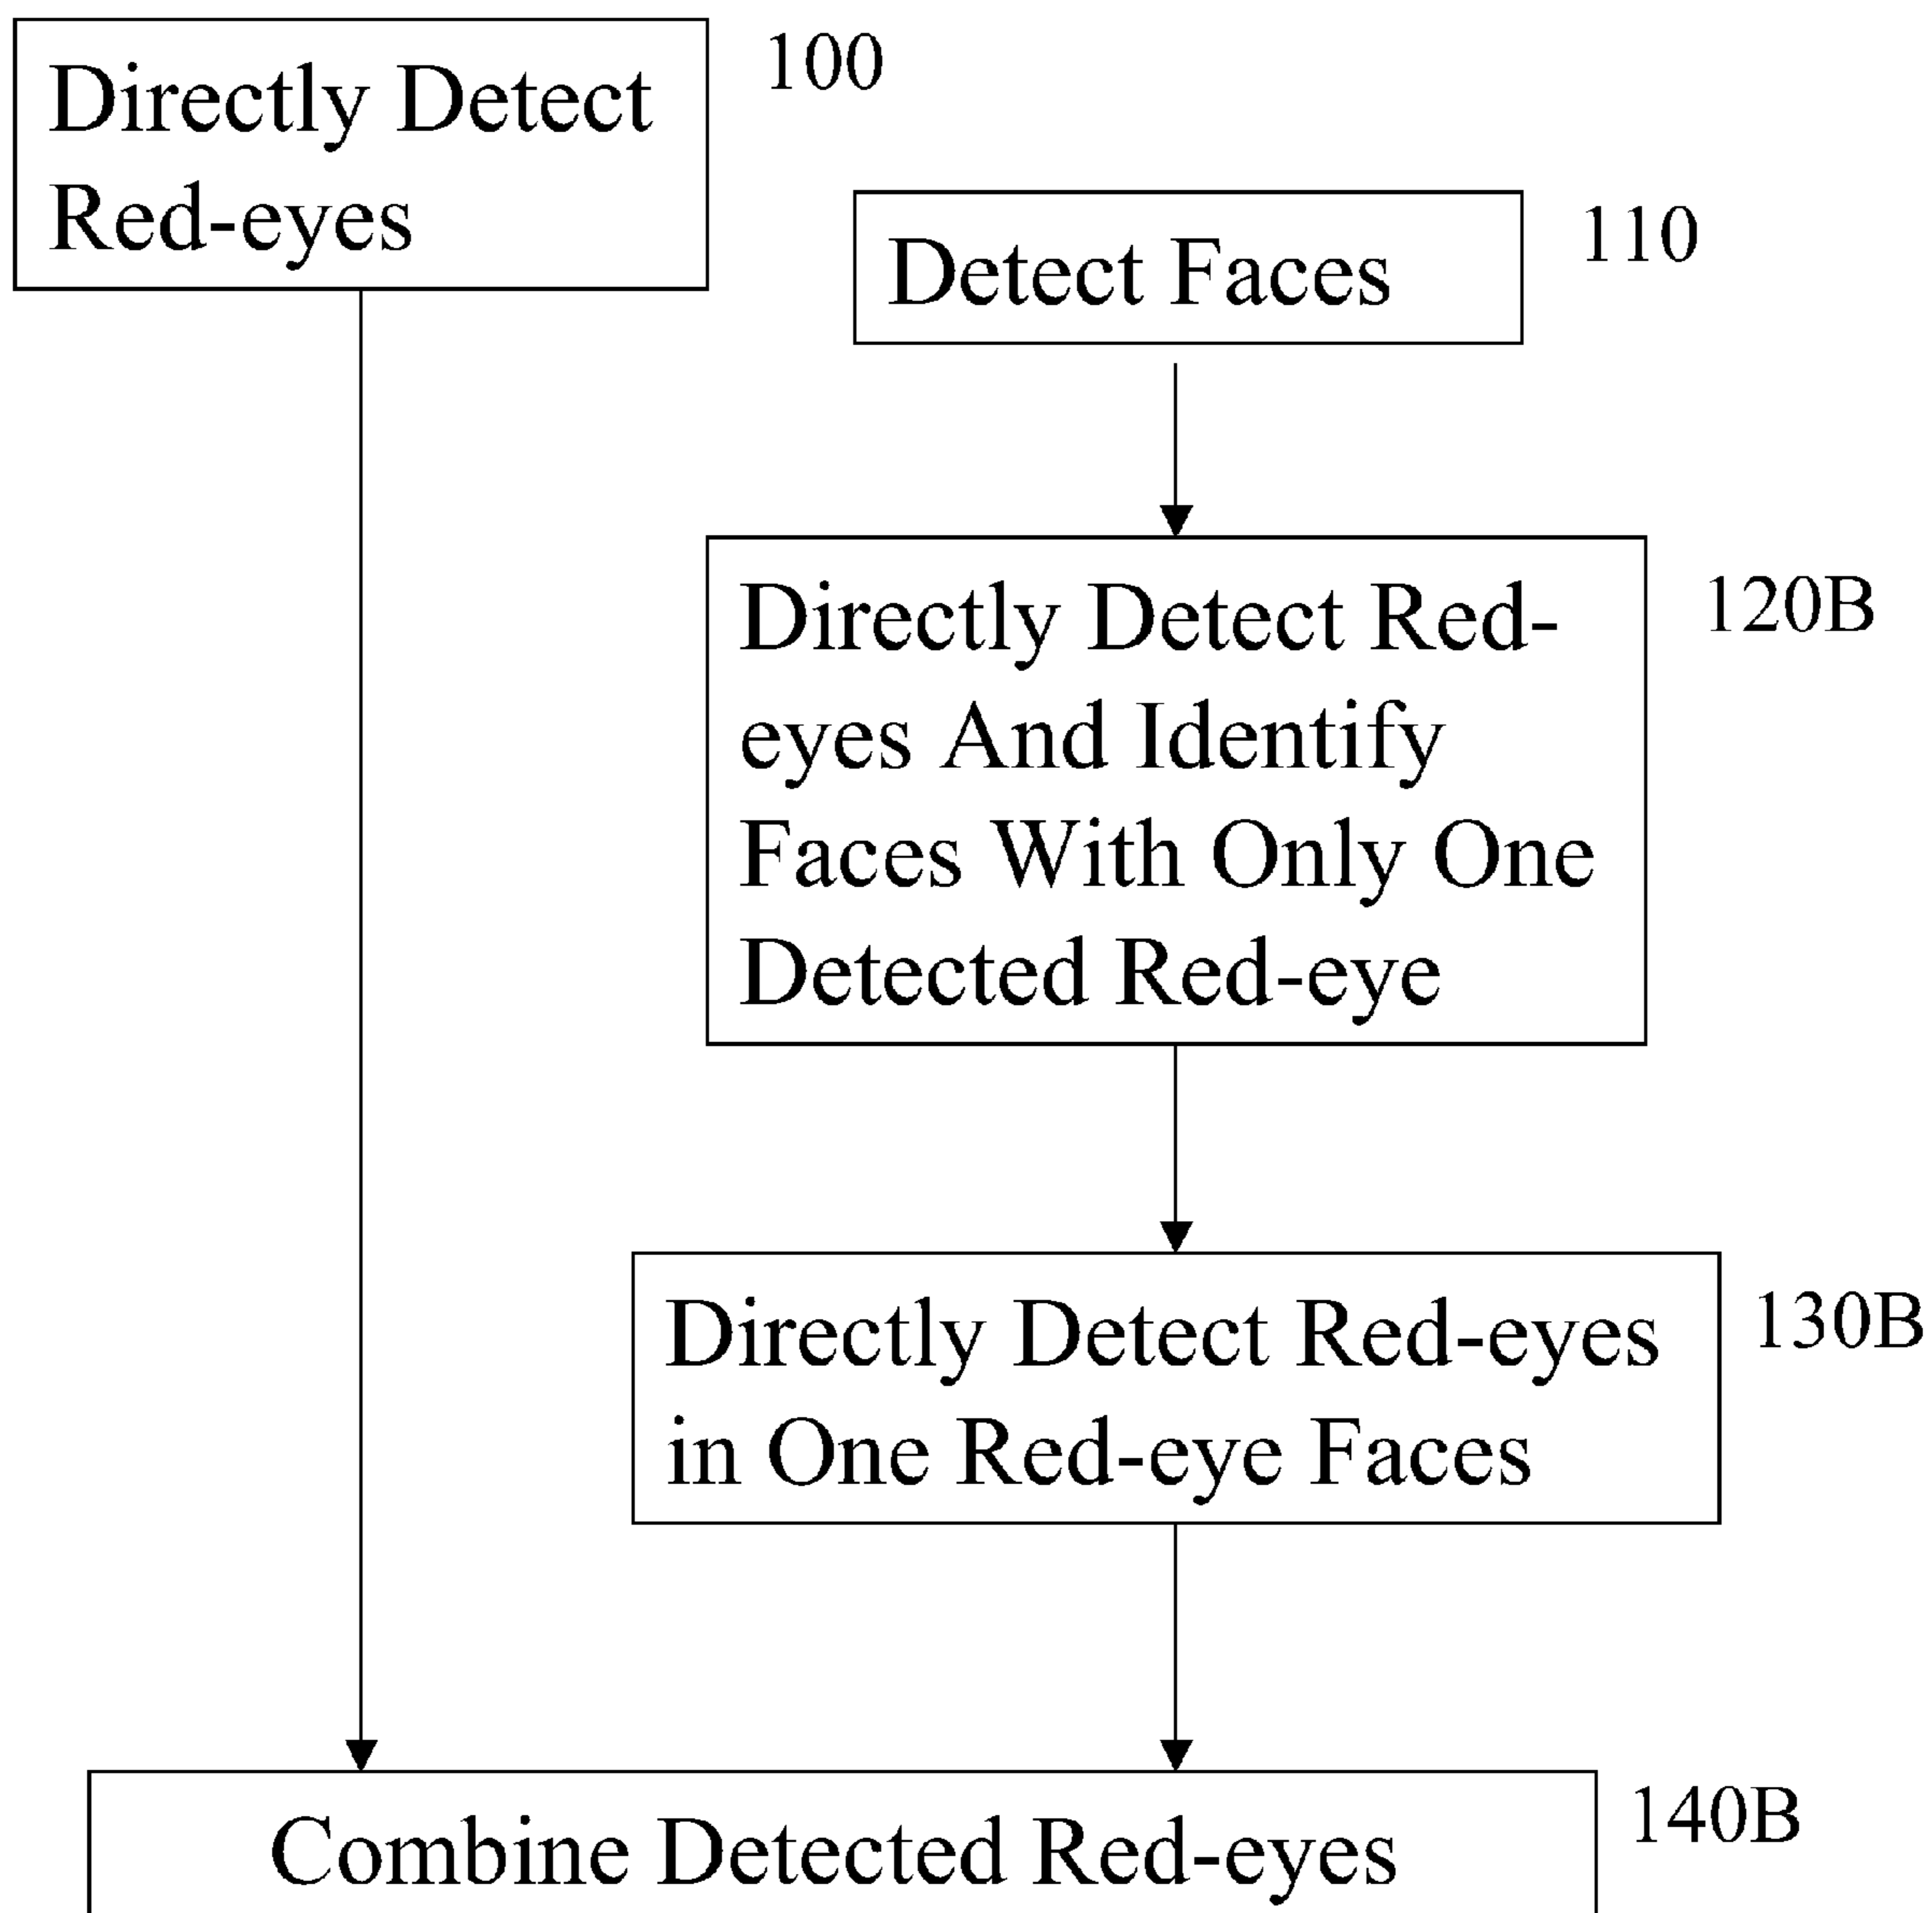 Directly Detect
Red-eyes
100
Detect Faces
110
Directly Detect Red-
eyes And Identify
Faces With Only One
Detected Red-eye
120B
Directly Detect Red-eyes
in One Red-eye Faces
130B
Combine Detected Red-eyes
140B